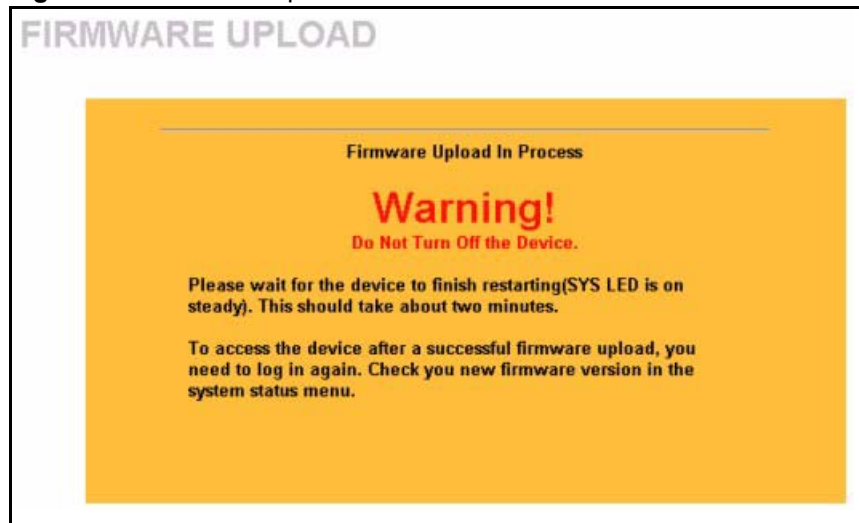 FIRMWARE UPLOAD
Firmware Upload In Process
Warning!
Do Not Turn Off the Device.
Please wait for the device to finish restarting(SYS LED is on
steady). This should take about two minutes.
To access the device after a successful firmware upload, you
need to log in again. Check you new firmware version in the
system status menu.